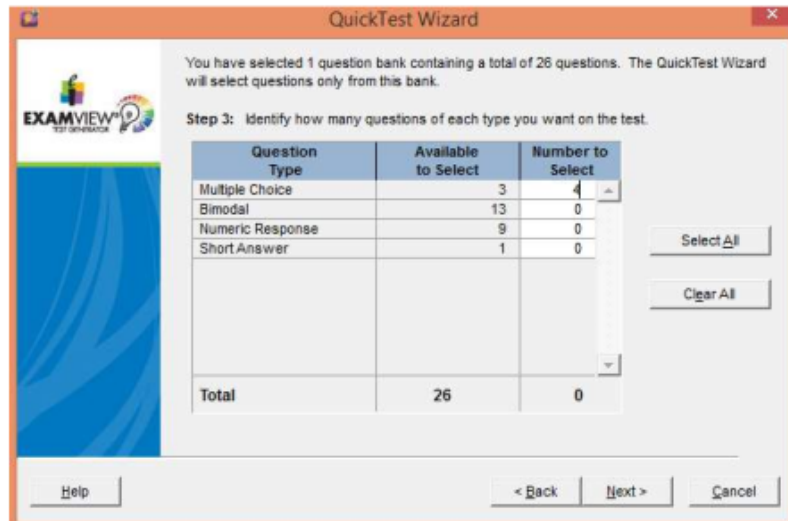 QuickTest Wizard
You have selected 1 question bank containing a total of 26 questions. The QuickTest Wizard
will select questions only from this bank.
EXAMVIEW
TEST GENERATOR
Step 3: Identify how many questions of each type you want on the test.
Question Type Available to Select Number to Select
Multiple Choice 3 4
Bimodal 13 0
Numeric Response 9 0
Short Answer 1 0
Select All
Clear All
Total 26 0
Help < Back Next > Cancel